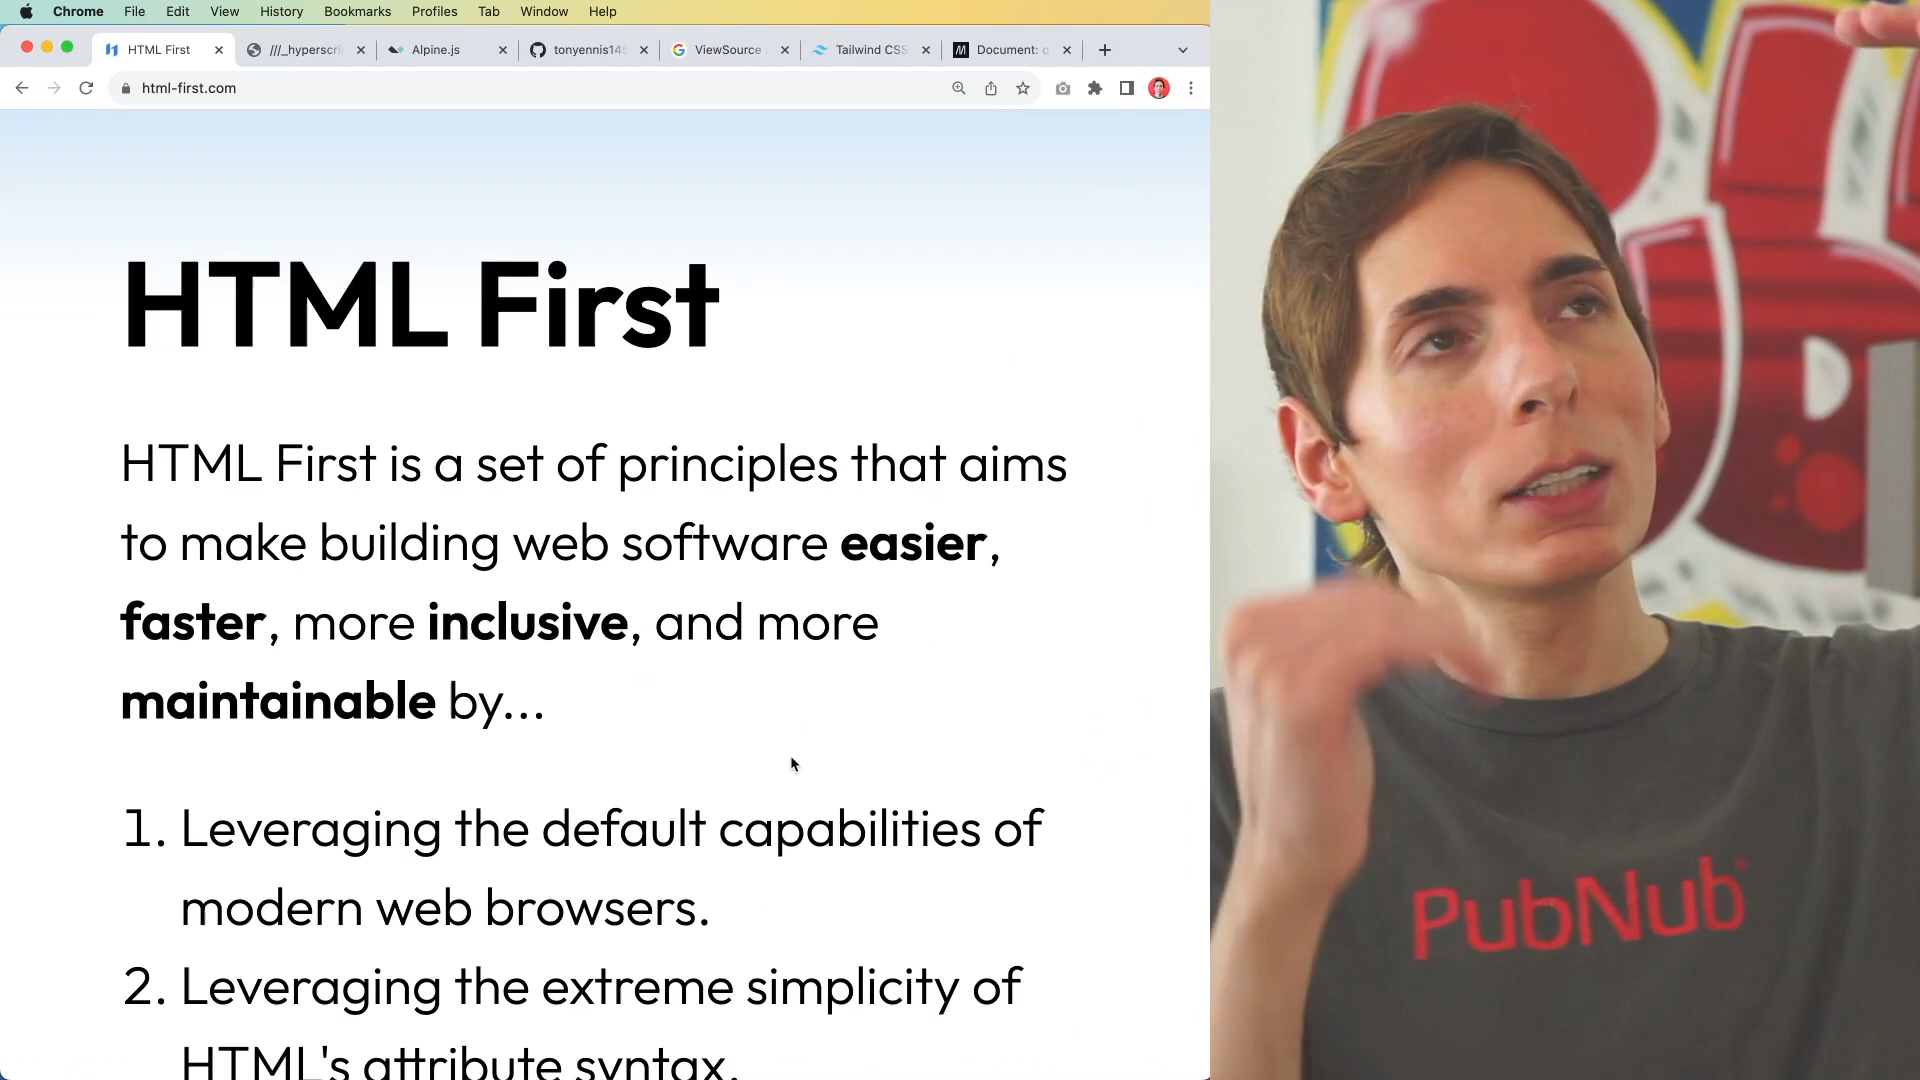 Chrome File Edit View History Bookmarks Profiles Tab Window Help
HTML First ///_hyperscri Alpine.js tonyennis145 ViewSource Tailwind CSS Document: q
html-first.com
HTML First
HTML First is a set of principles that aims
to make building web software easier,
faster, more inclusive, and more
maintainable by...
1. Leveraging the default capabilities of
modern web browsers.
2. Leveraging the extreme simplicity of
HTML's attribute syntax.
PubNub